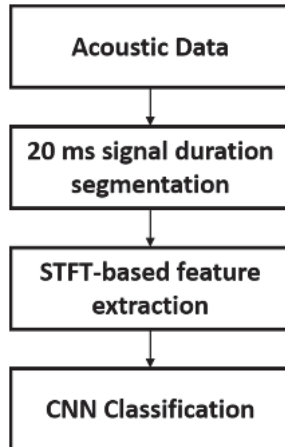 Acoustic Data
20 ms signal duration
segmentation
STFT-based feature
extraction
CNN Classification